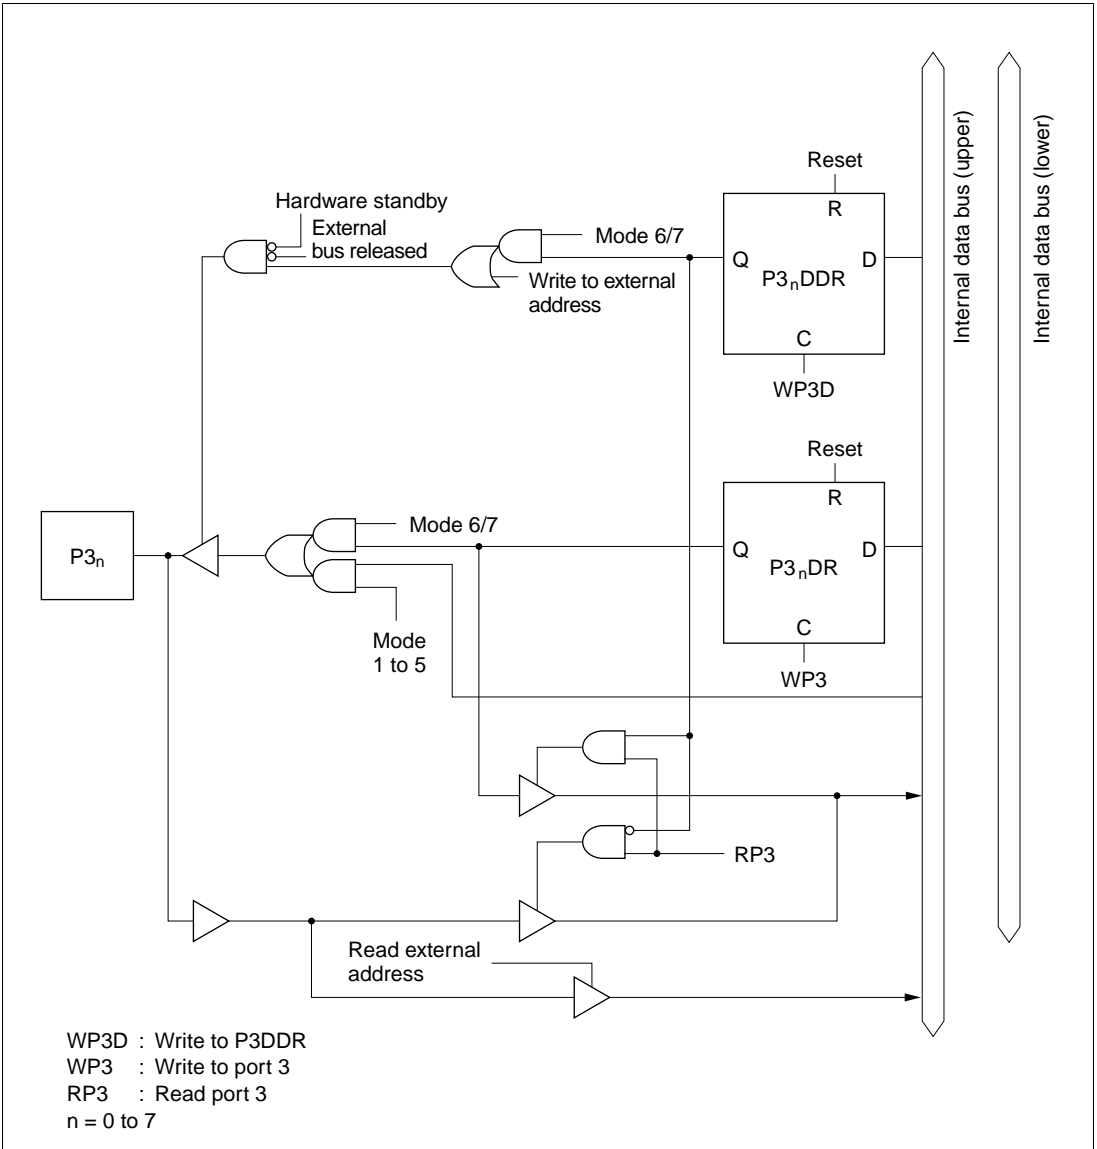 Reset
Hardware standby
External
bus released
Mode 6/7
Write to external
address
R
Q
D
P3nDDR
C
WP3D
Internal data bus (upper)
Internal data bus (lower)
Reset
R
Mode 6/7
Q
D
P3nDR
C
WP3
P3n
Mode
1 to 5
RP3
Read external
address
WP3D : Write to P3DDR
WP3 : Write to port 3
RP3 : Read port 3
n = 0 to 7